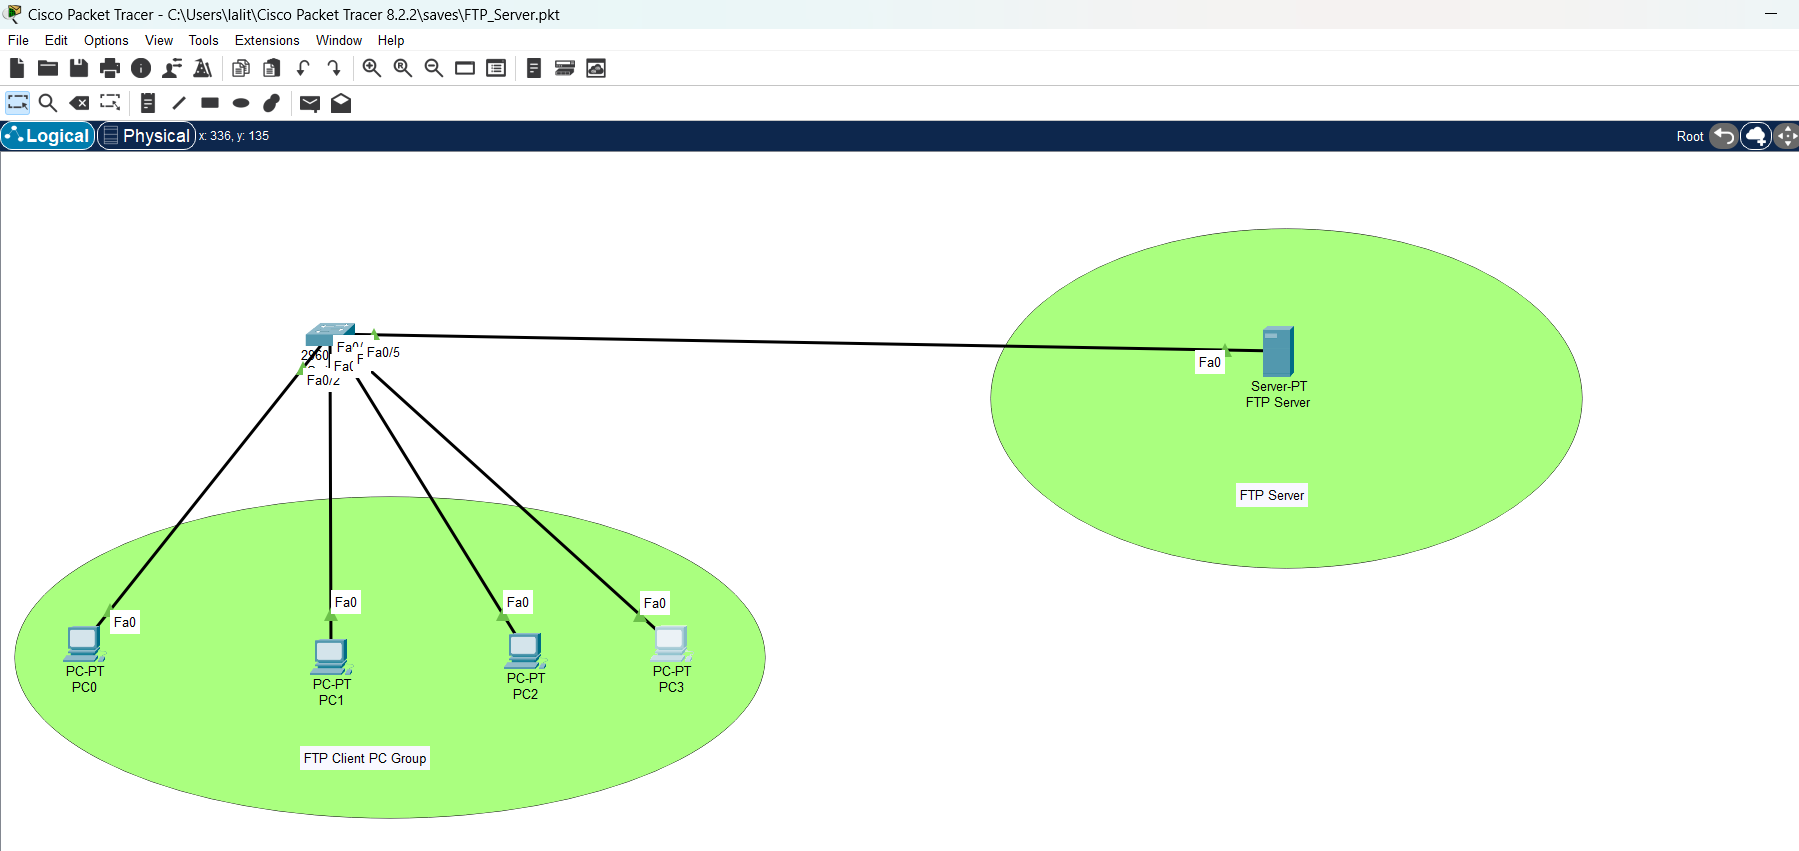 Cisco Packet Tracer - C:\Users\lalit\Cisco Packet Tracer 8.2.2\saves\FTP_Server.pkt
File Edit Options View Tools Extensions Window Help
Logical Physical x: 336, y: 135 Root
Fa0/5
2960
Fa0/2
Fa0
Server-PT
FTP Server
FTP Server
Fa0
Fa0
Fa0
Fa0
PC-PT
PC0
PC-PT
PC1
PC-PT
PC2
PC-PT
PC3
FTP Client PC Group